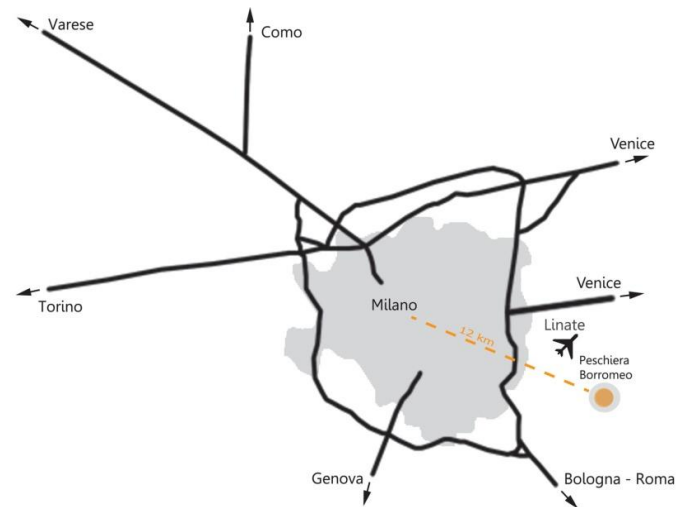 Varese
Como
Venice
Torino
Milano
Venice
Linate
12 km
Peschiera
Borromeo
Genova
Bologna - Roma